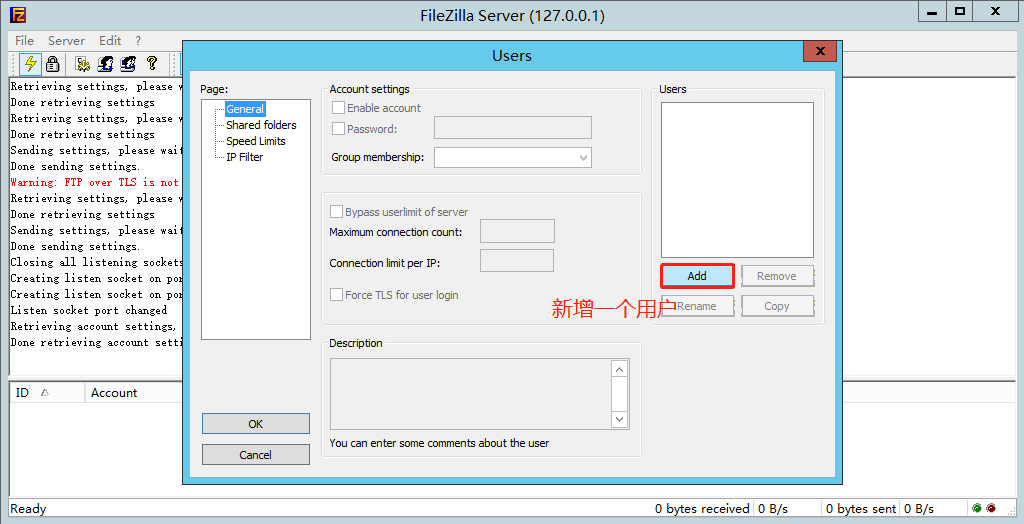 FileZilla Server (127.0.0.1)
File Server Edit ?
Users
Retrieving settings, please w
Done retrieving settings
Retrieving settings, please w
Done retrieving settings
Sending settings, please wait
Done sending settings.
Warning: FTP over TLS is not
Retrieving settings, please w
Done retrieving settings
Sending settings, please wait
Done sending settings.
Closing all listening sockets
Creating listen socket on por
Creating listen socket on por
Listen socket port changed
Retrieving account settings,
Done retrieving account setti
Page:
General
Shared folders
Speed Limits
IP Filter
OK
Cancel
Account settings
Enable account
Password:
Group membership:
Bypass userlimit of server
Maximum connection count:
Connection limit per IP:
Force TLS for user login
Description
You can enter some comments about the user
Users
Add Remove
新增一个用户
Rename Copy
ID Account
Ready 0 bytes received 0 B/s 0 bytes sent 0 B/s